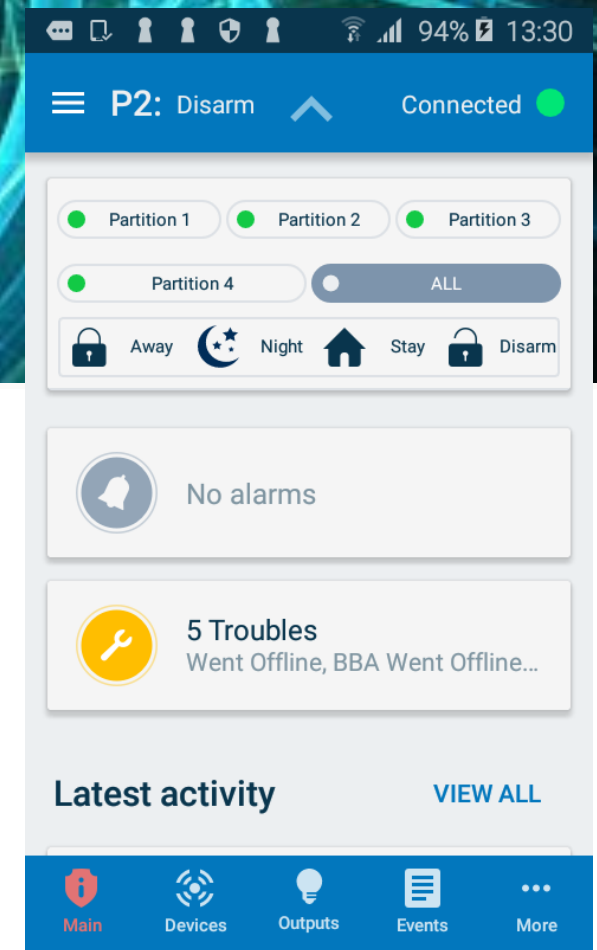 94% 13:30
P2: Disarm Connected
Partition 1 Partition 2 Partition 3
Partition 4 ALL
Away Night Stay Disarm
No alarms
5 Troubles
Went Offline, BBA Went Offline...
Latest activity VIEW ALL
Main Devices Outputs Events More